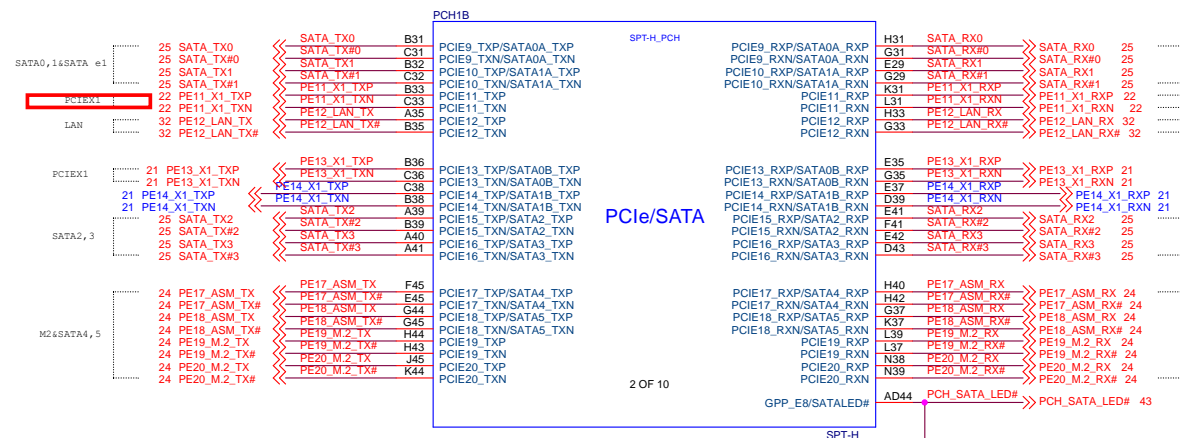 PCH1B
SPT-H_PCH
SATA0,1&SATA e1
25 SATA_TX0 SATA_TX0 B31 PCIE9_TXP/SATA0A_TXP PCIE9_RXP/SATA0A_RXP H31 SATA_RX0 SATA_RX0 25
25 SATA_TX#0 SATA_TX#0 C31 PCIE9_TXN/SATA0A_TXN PCIE9_RXN/SATA0A_RXN G31 SATA_RX#0 SATA_RX#0 25
25 SATA_TX1 SATA_TX1 B32 PCIE10_TXP/SATA1A_TXP PCIE10_RXP/SATA1A_RXP E29 SATA_RX1 SATA_RX1 25
25 SATA_TX#1 SATA_TX#1 C32 PCIE10_TXN/SATA1A_TXN PCIE10_RXN/SATA1A_RXN G29 SATA_RX#1 SATA_RX#1 25
PCIEX1
22 PE11_X1_TXP PE11_X1_TXP B33 PCIE11_TXP PCIE11_RXP K31 PE11_X1_RXP PE11_X1_RXP 22
22 PE11_X1_TXN PE11_X1_TXN C33 PCIE11_TXN PCIE11_RXN L31 PE11_X1_RXN PE11_X1_RXN 22
LAN
32 PE12_LAN_TX PE12_LAN_TX A35 PCIE12_TXP PCIE12_RXP H33 PE12_LAN_RX PE12_LAN_RX 32
32 PE12_LAN_TX# PE12_LAN_TX# B35 PCIE12_TXN PCIE12_RXN G33 PE12_LAN_RX# PE12_LAN_RX# 32
PCIEX1
21 PE13_X1_TXP PE13_X1_TXP B36 PCIE13_TXP/SATA0B_TXP PCIE13_RXP/SATA0B_RXP E35 PE13_X1_RXP PE13_X1_RXP 21
21 PE13_X1_TXN PE13_X1_TXN C36 PCIE13_TXN/SATA0B_TXN PCIE13_RXN/SATA0B_RXN G35 PE13_X1_RXN PE13_X1_RXN 21
21 PE14_X1_TXP PE14_X1_TXP C38 PCIE14_TXP/SATA1B_TXP PCIE14_RXP/SATA1B_RXP E37 PE14_X1_RXP PE14_X1_RXP 21
21 PE14_X1_TXN PE14_X1_TXN B38 PCIE14_TXN/SATA1B_TXN PCIE14_RXN/SATA1B_RXN D39 PE14_X1_RXN PE14_X1_RXN 21
PCIe/SATA
SATA2,3
25 SATA_TX2 SATA_TX2 A39 PCIE15_TXP/SATA2_TXP PCIE15_RXP/SATA2_RXP E41 SATA_RX2 SATA_RX2 25
25 SATA_TX#2 SATA_TX#2 B39 PCIE15_TXN/SATA2_TXN PCIE15_RXN/SATA2_RXN F41 SATA_RX#2 SATA_RX#2 25
25 SATA_TX3 SATA_TX3 A40 PCIE16_TXP/SATA3_TXP PCIE16_RXP/SATA3_RXP E42 SATA_RX3 SATA_RX3 25
25 SATA_TX#3 SATA_TX#3 A41 PCIE16_TXN/SATA3_TXN PCIE16_RXN/SATA3_RXN D43 SATA_RX#3 SATA_RX#3 25
M2&SATA4,5
24 PE17_ASM_TX PE17_ASM_TX F45 PCIE17_TXP/SATA4_TXP PCIE17_RXP/SATA4_RXP H40 PE17_ASM_RX PE17_ASM_RX 24
24 PE17_ASM_TX# PE17_ASM_TX# E45 PCIE17_TXN/SATA4_TXN PCIE17_RXN/SATA4_RXN H42 PE17_ASM_RX# PE17_ASM_RX# 24
24 PE18_ASM_TX PE18_ASM_TX G44 PCIE18_TXP/SATA5_TXP PCIE18_RXP/SATA5_RXP G37 PE18_ASM_RX PE18_ASM_RX 24
24 PE18_ASM_TX# PE18_ASM_TX# G45 PCIE18_TXN/SATA5_TXN PCIE18_RXN/SATA5_RXN K37 PE18_ASM_RX# PE18_ASM_RX# 24
24 PE19_M.2_TX PE19_M.2_TX H44 PCIE19_TXP PCIE19_RXP L39 PE19_M.2_RX PE19_M.2_RX 24
24 PE19_M.2_TX# PE19_M.2_TX# H43 PCIE19_TXN PCIE19_RXN L37 PE19_M.2_RX# PE19_M.2_RX# 24
24 PE20_M.2_TX PE20_M.2_TX J45 PCIE20_TXP PCIE20_RXP N38 PE20_M.2_RX PE20_M.2_RX 24
24 PE20_M.2_TX# PE20_M.2_TX# K44 PCIE20_TXN PCIE20_RXN N39 PE20_M.2_RX# PE20_M.2_RX# 24
2 OF 10
GPP_E8/SATALED# AD44 PCH_SATA_LED# PCH_SATA_LED# 43
SPT-H